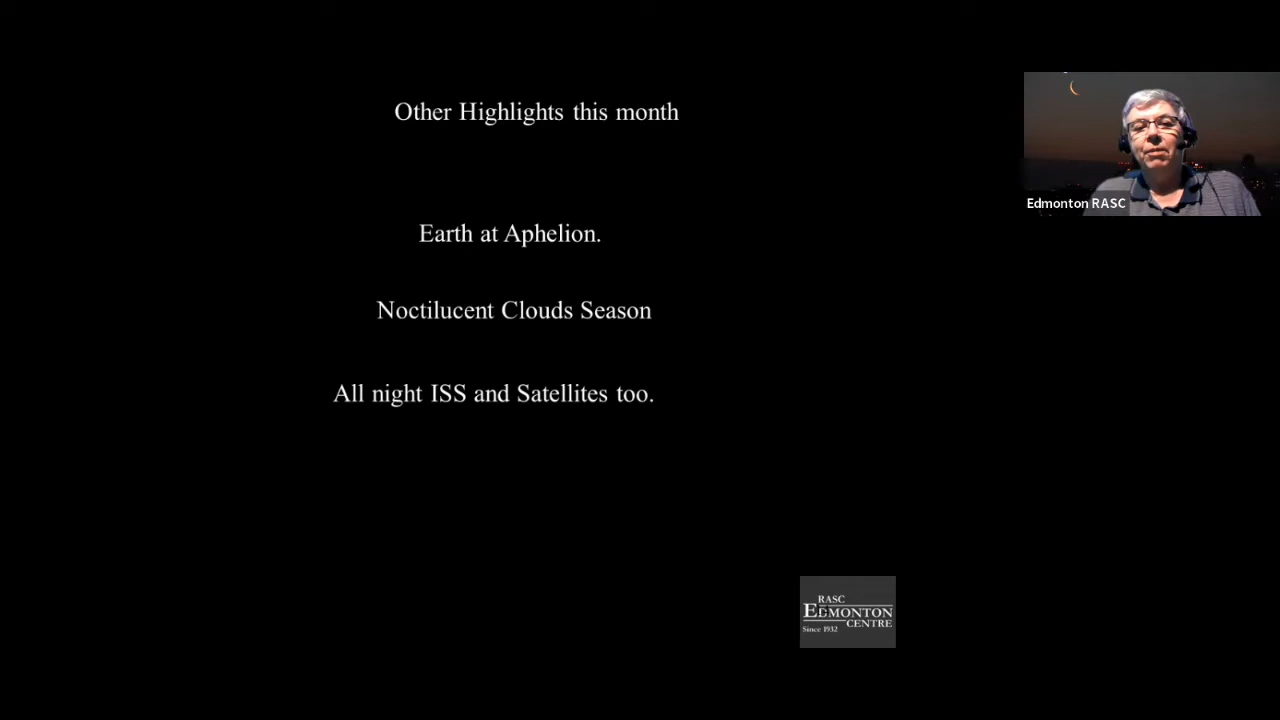 Other Highlights this month
Edmonton RASC
Earth at Aphelion.
Noctilucent Clouds Season
All night ISS and Satellites too.
RASC
EDMONTON
CENTRE
Since 1932